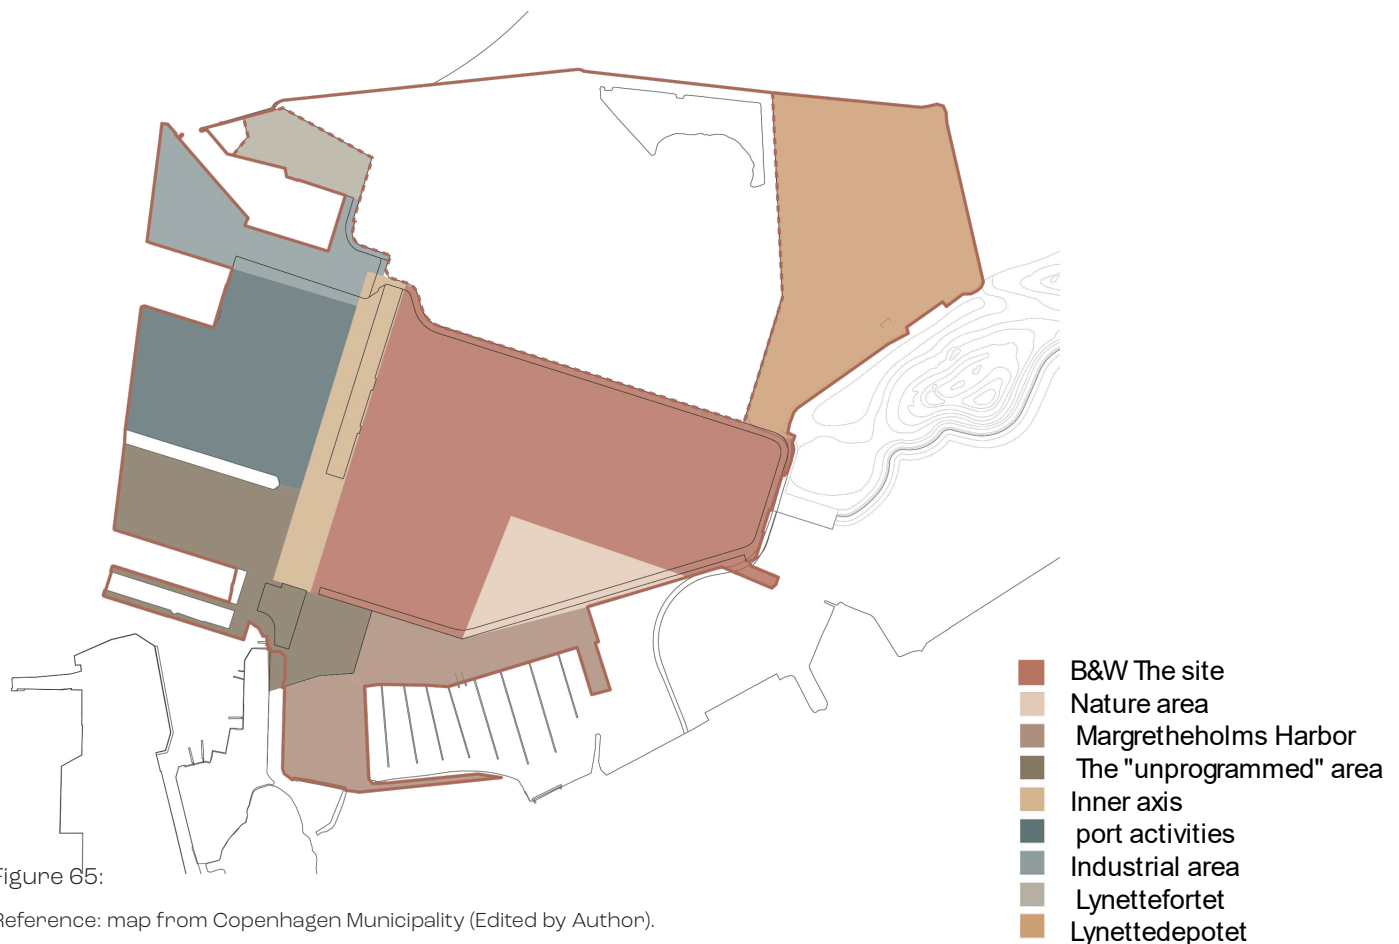 B&W The site
Nature area
Margretheholms Harbor
The "unprogrammed" area
Inner axis
port activities
Industrial area
Lynettefortet
Lynettedepotet
Figure 65:
Reference: map from Copenhagen Municipality (Edited by Author).